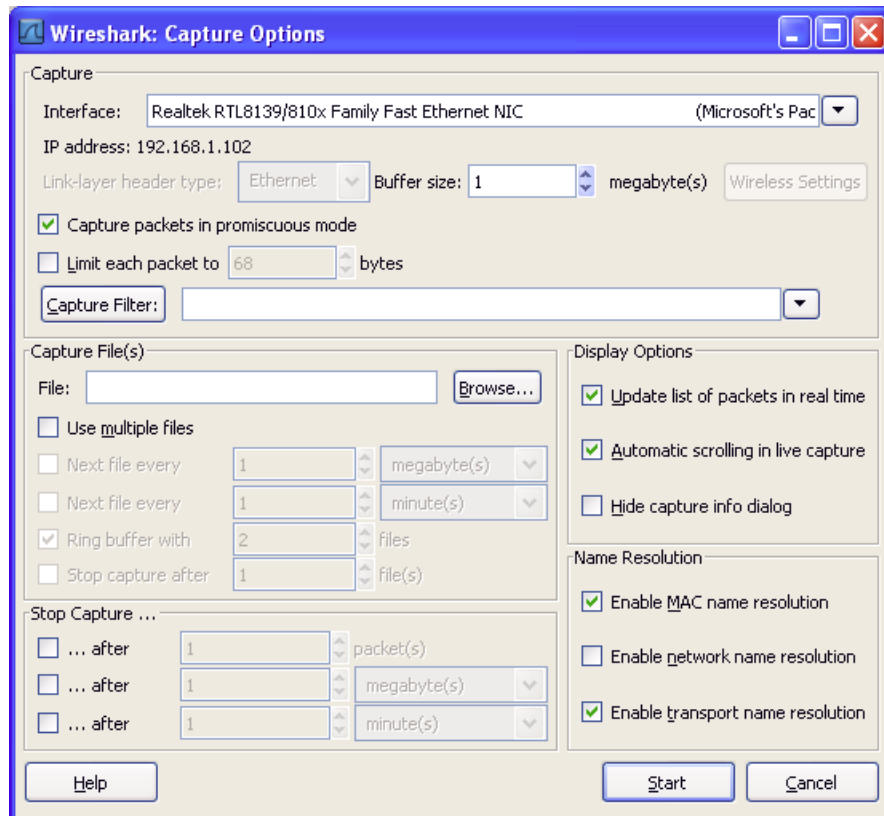 Wireshark: Capture Options
Capture
Interface: Realtek RTL8139/810x Family Fast Ethernet NIC (Microsoft's Pac
IP address: 192.168.1.102
Link-layer header type: Ethernet Buffer size: 1 megabyte(s) Wireless Settings
Capture packets in promiscuous mode
Limit each packet to 68 bytes
Capture Filter:
Capture File(s)
File: Browse...
Use multiple files
Next file every 1 megabyte(s)
Next file every 1 minute(s)
Ring buffer with 2 files
Stop capture after 1 file(s)
Stop Capture ...
... after 1 packet(s)
... after 1 megabyte(s)
... after 1 minute(s)
Display Options
Update list of packets in real time
Automatic scrolling in live capture
Hide capture info dialog
Name Resolution
Enable MAC name resolution
Enable network name resolution
Enable transport name resolution
Help Start Cancel